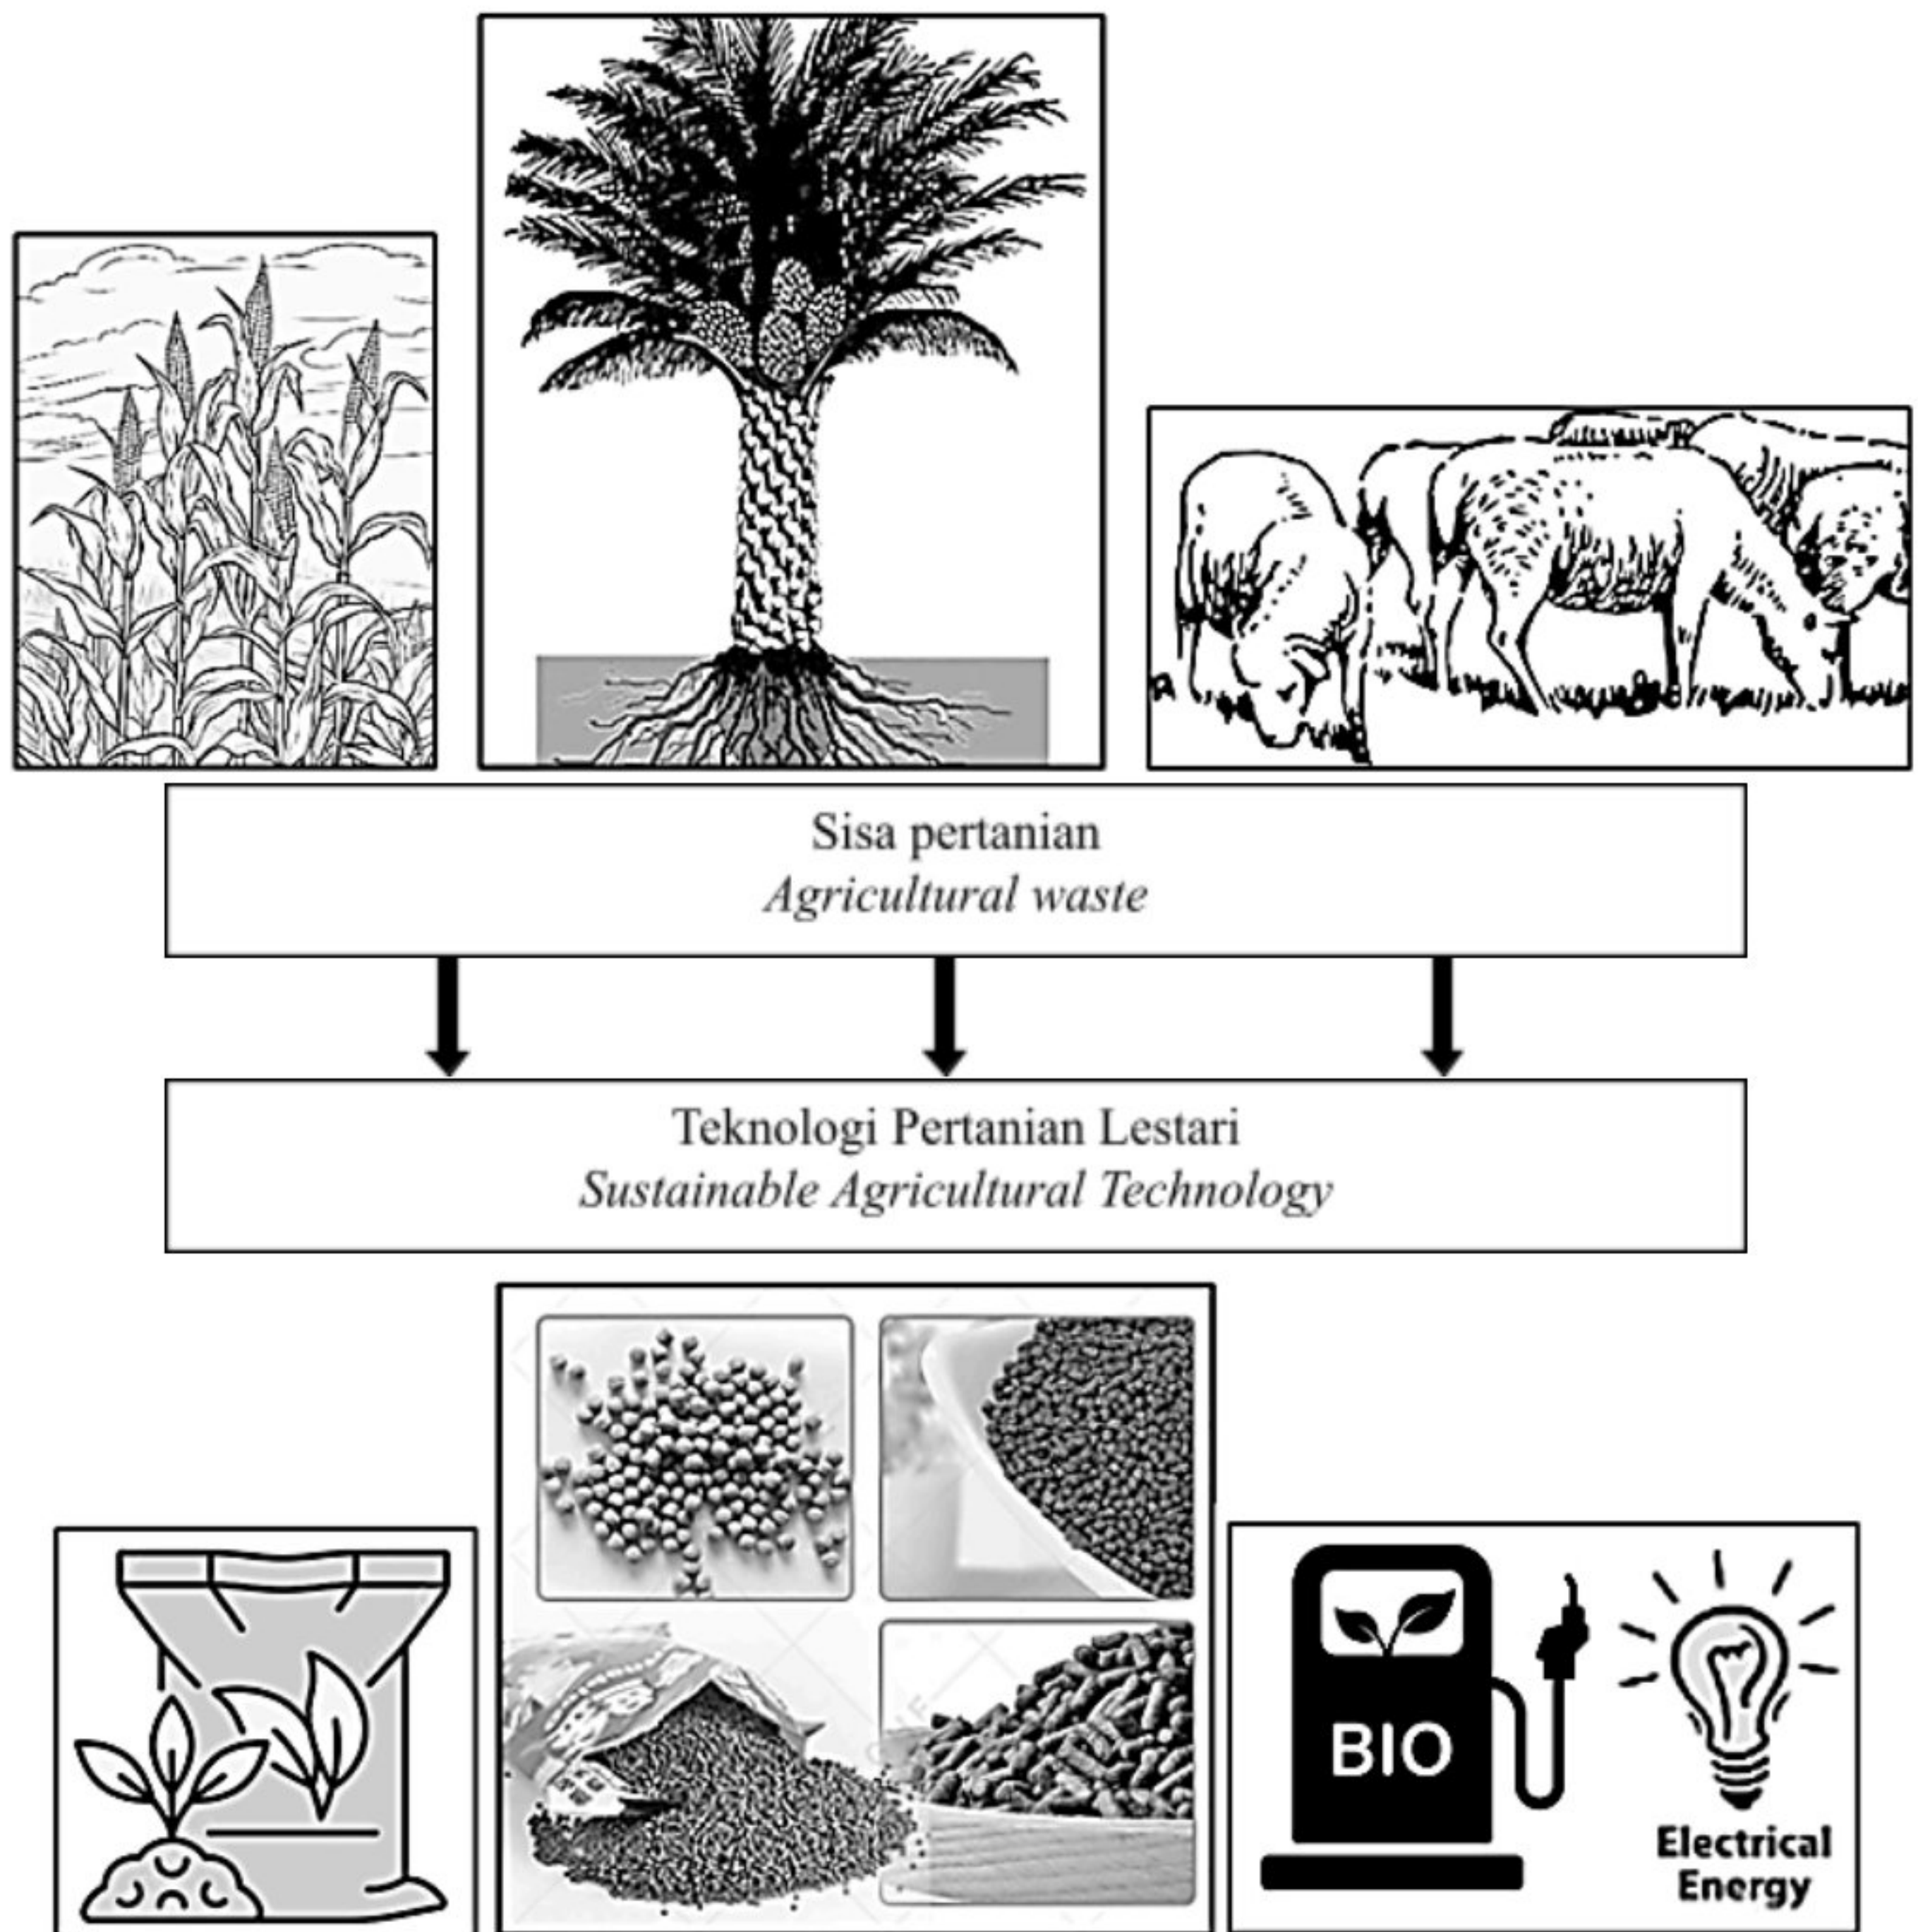 Sisa pertanian
Agricultural waste
Teknologi Pertanian Lestari
Sustainable Agricultural Technology
BIO
Electrical
Energy